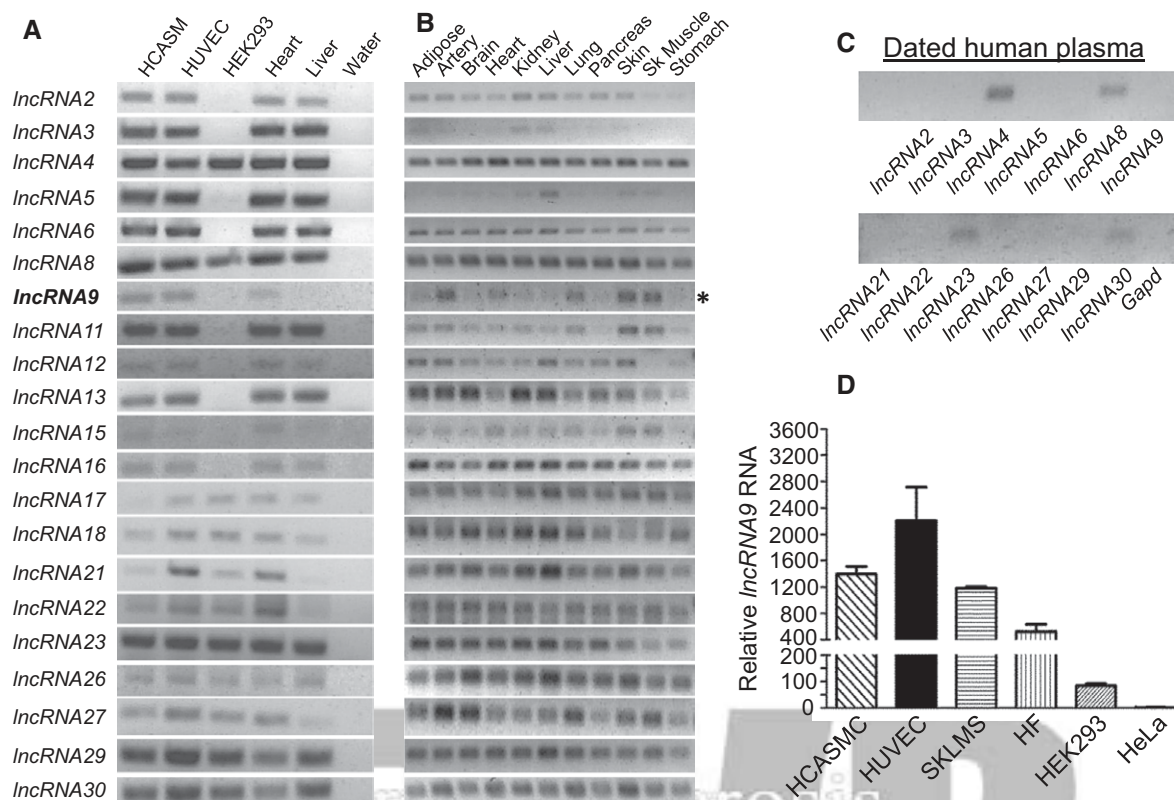 A
HCASM
HUVEC
HEK293
Heart
Liver
Water
lncRNA2
lncRNA3
lncRNA4
lncRNA5
lncRNA6
lncRNA8
lncRNA9
lncRNA11
lncRNA12
lncRNA13
lncRNA15
lncRNA16
lncRNA17
lncRNA18
lncRNA21
lncRNA22
lncRNA23
lncRNA26
lncRNA27
lncRNA29
lncRNA30
B
Adipose
Artery
Brain
Heart
Kidney
Liver
Lung
Pancreas
Skin
Sk Muscle
Stomach
*
C
Dated human plasma
lncRNA2
lncRNA3
lncRNA4
lncRNA5
lncRNA6
lncRNA8
lncRNA9
lncRNA21
lncRNA22
lncRNA23
lncRNA26
lncRNA27
lncRNA29
lncRNA30
Gapd
D
Relative lncRNA9 RNA
3600
3200
2800
2400
2000
1600
1200
800
400
200
100
0
HCASMC
HUVEC
SKLMS
HF
HEK293
HeLa